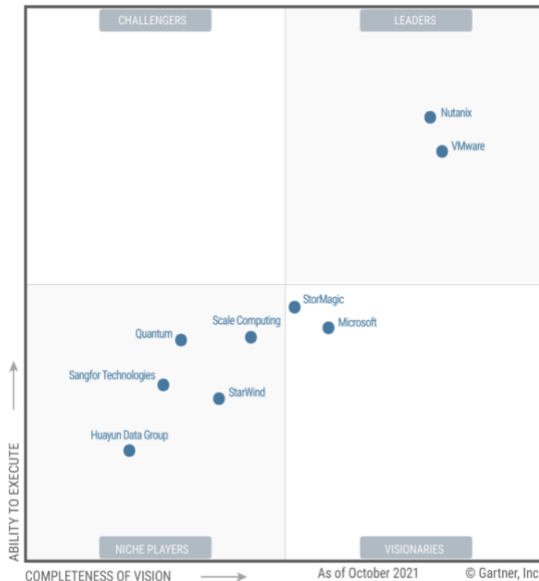 CHALLENGERS
LEADERS
Nutanix
VMware
StorMagic
Scale Computing
Microsoft
Quantum
Sangfor Technologies
StarWind
Huayun Data Group
ABILITY TO EXECUTE
NICHE PLAYERS
VISIONARIES
COMPLETENESS OF VISION
As of October 2021
© Gartner, Inc